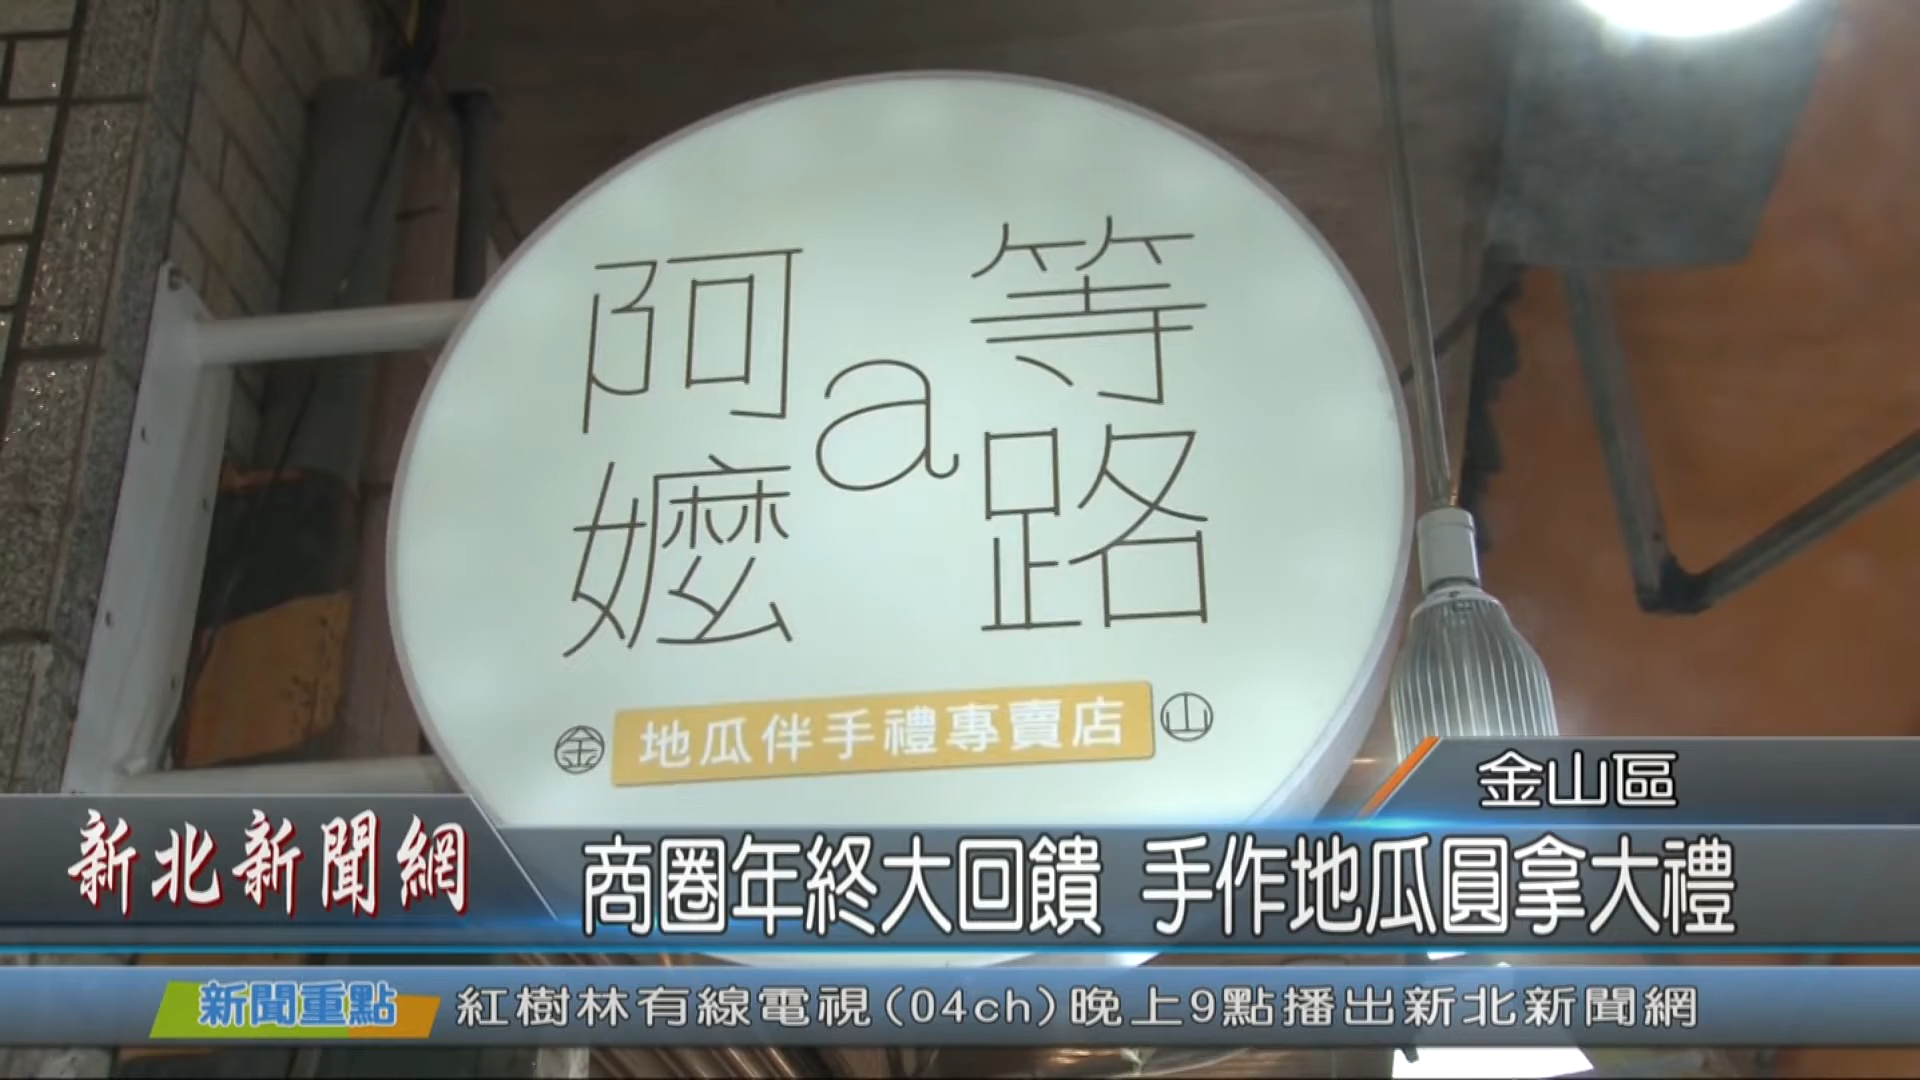 阿嬤
a
等路
金 地瓜伴手禮專賣店 山
金山區
新北新聞網
商圈年終大回饋 手作地瓜圓拿大禮
新聞重點 紅樹林有線電視(04ch)晚上9點播出新北新聞網